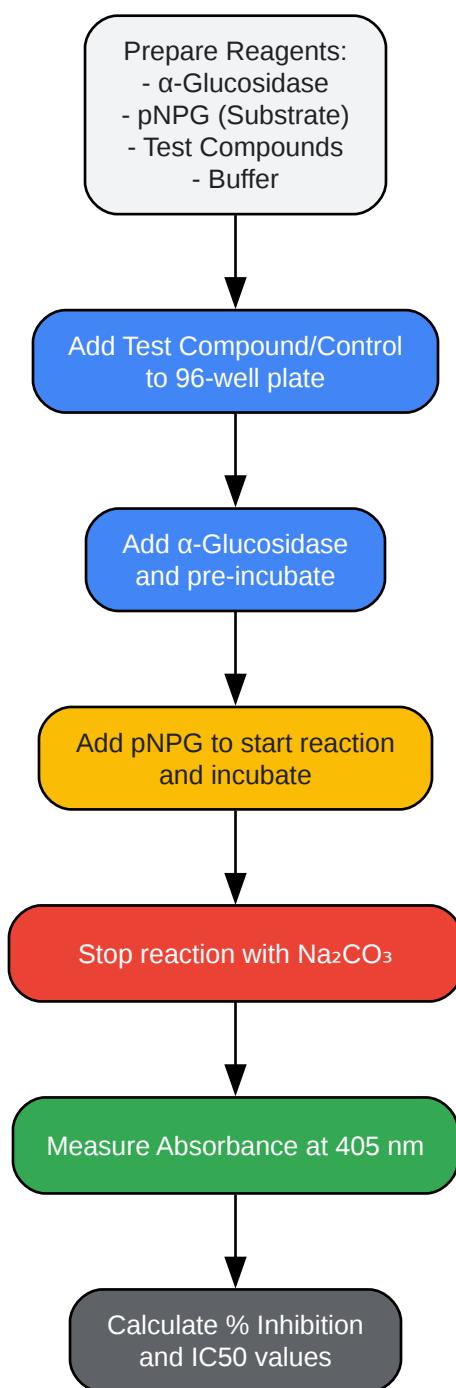 Prepare Reagents:
- α-Glucosidase
- pNPG (Substrate)
- Test Compounds
- Buffer
Add Test Compound/Control
to 96-well plate
Add α-Glucosidase
and pre-incubate
Add pNPG to start reaction
and incubate
Stop reaction with Na₂CO₃
Measure Absorbance at 405 nm
Calculate % Inhibition
and IC50 values